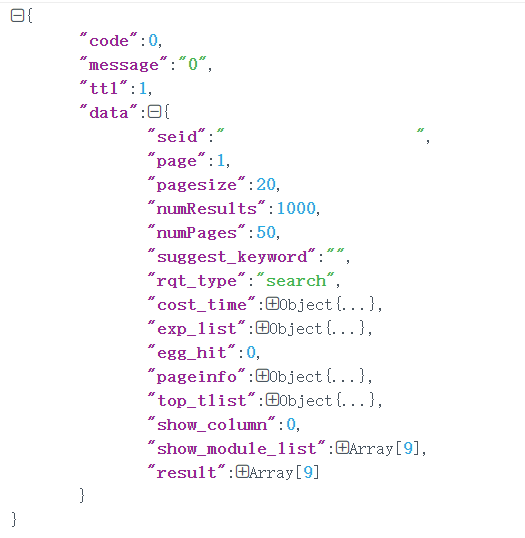 {
"code":0,
"message":"0",
"ttl":1,
"data":{
"seid":"                    ",
"page":1,
"pagesize":20,
"numResults":1000,
"numPages":50,
"suggest_keyword":"",
"rqt_type":"search",
"cost_time":Object{...},
"exp_list":Object{...},
"egg_hit":0,
"pageinfo":Object{...},
"top_tlist":Object{...},
"show_column":0,
"show_module_list":Array[9],
"result":Array[9]
}
}